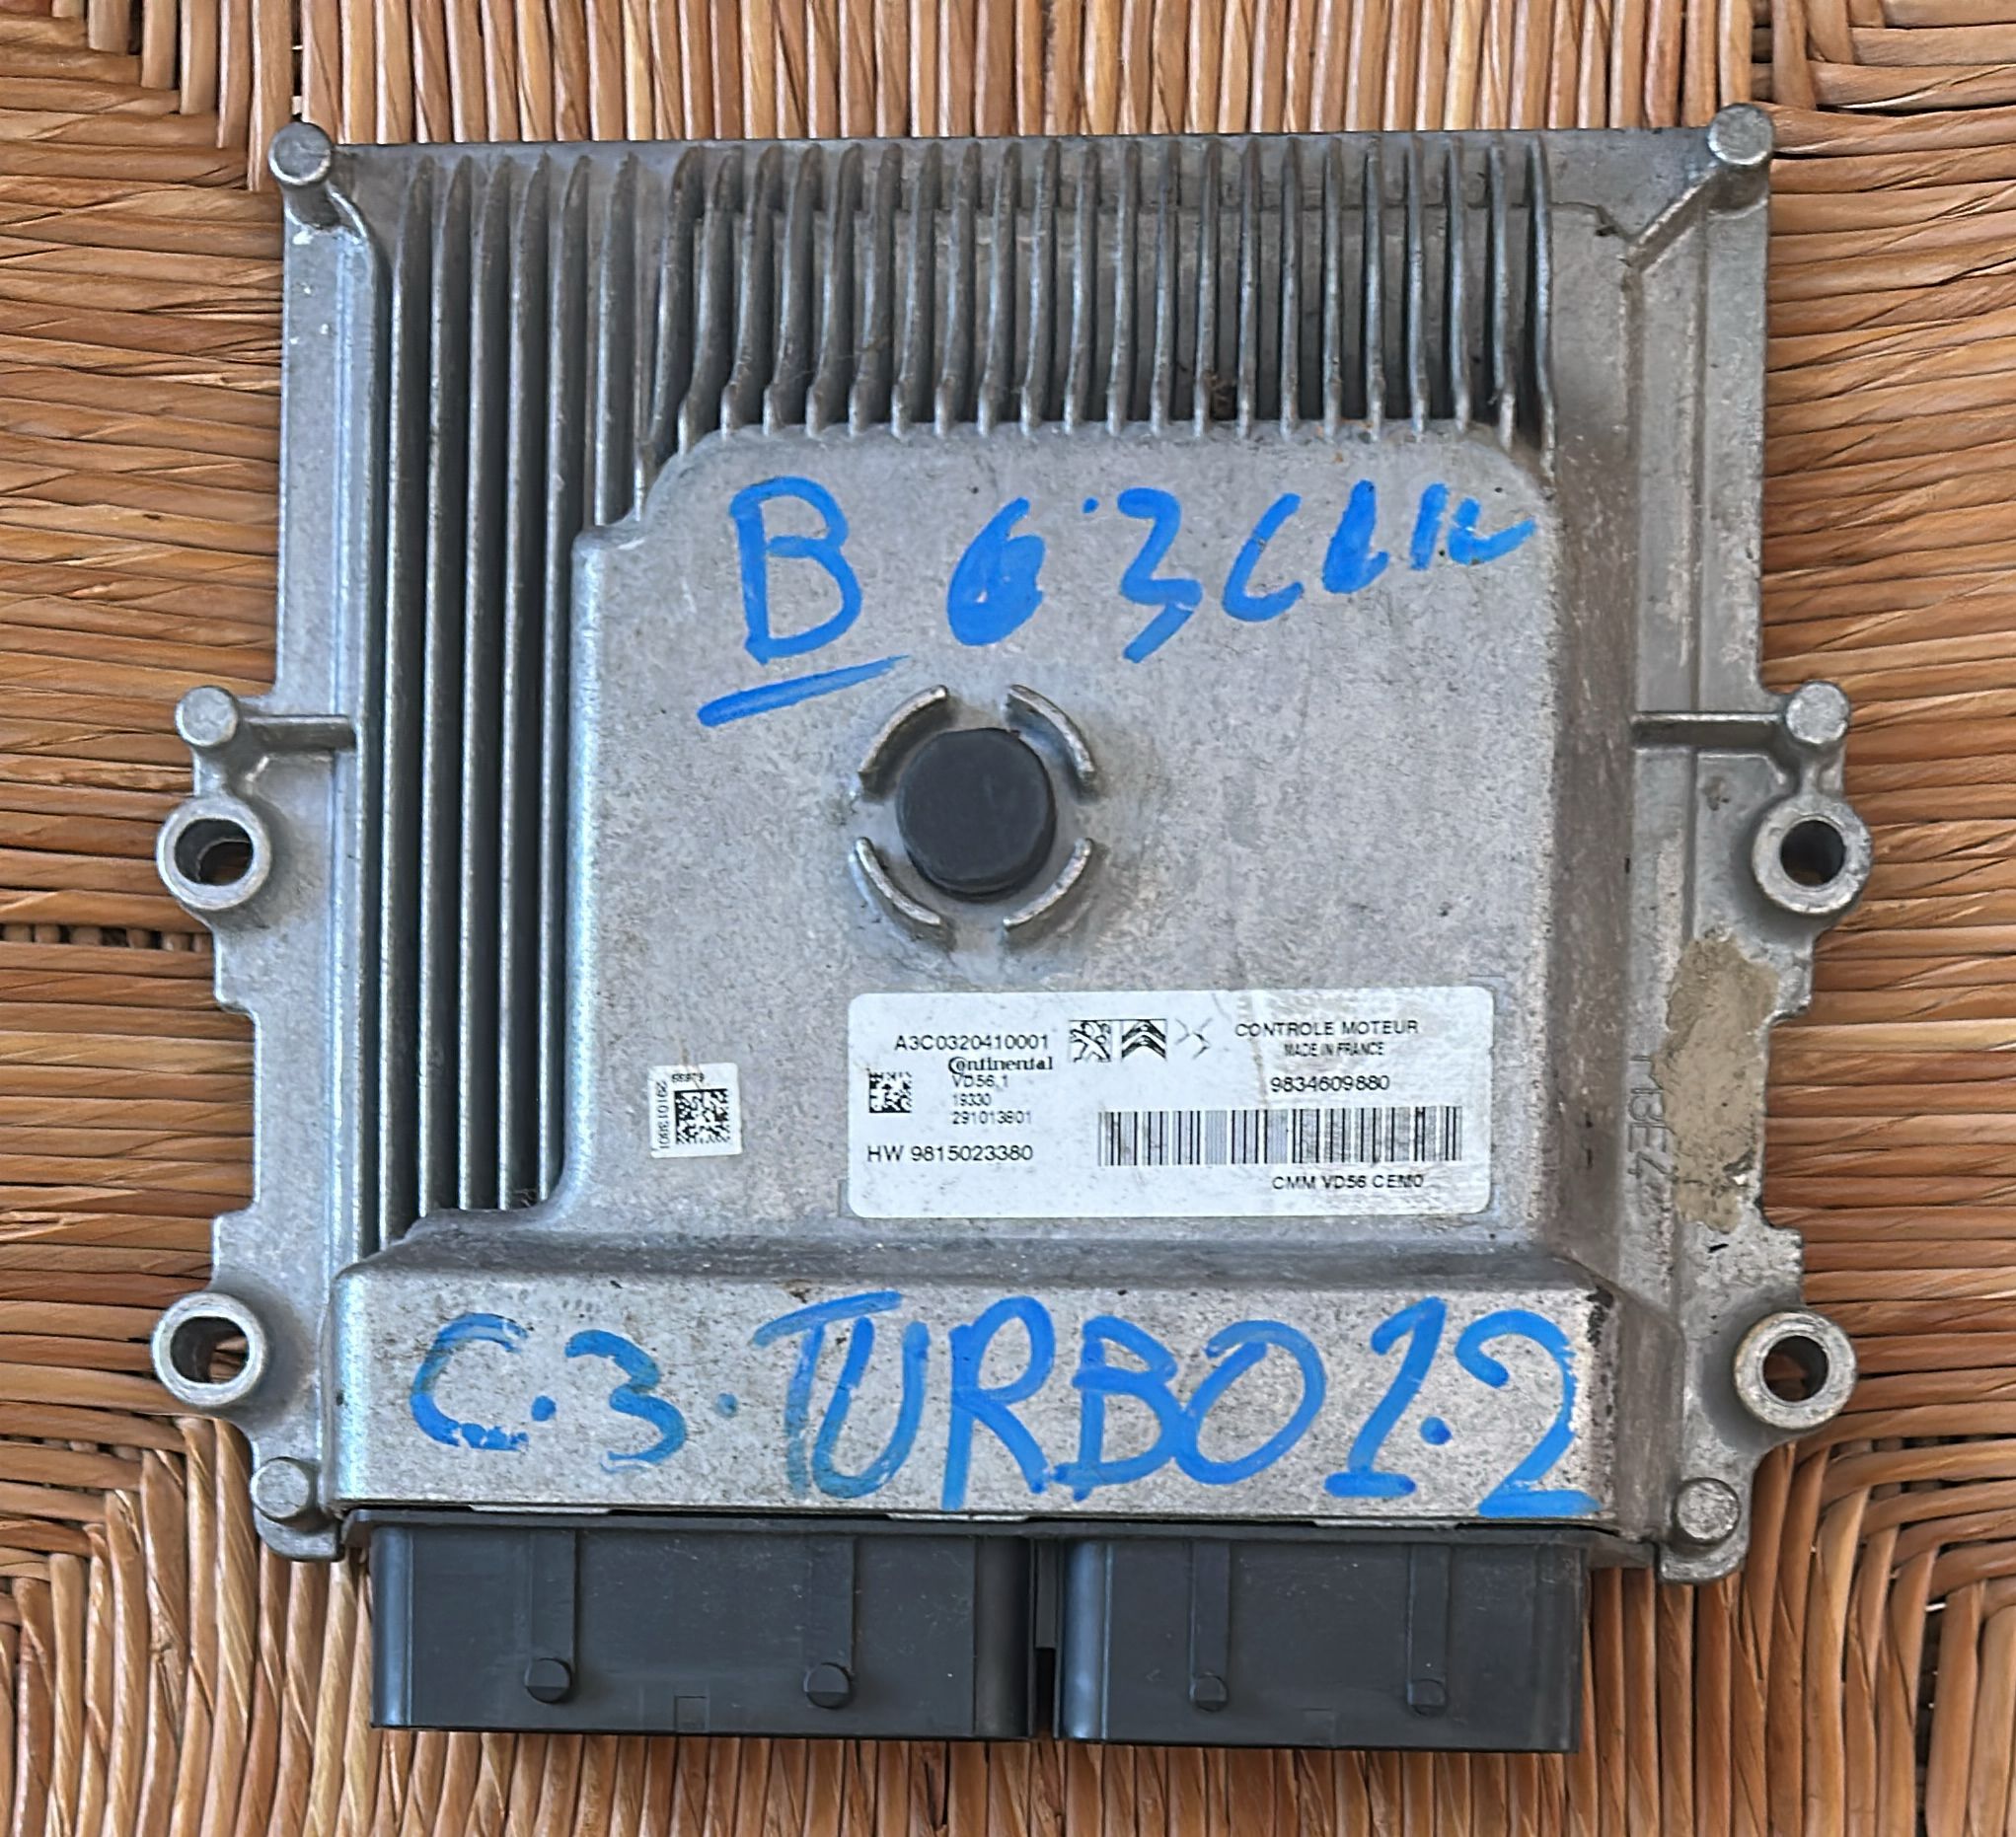 B
A3C0320410001
CONTROLE MOTEUR
MADE IN FRANCE
Continental
VD56.1
19330
291013801
9834609880
HW 9815023380
CMM VD56 CEM0
291013801
C.3.TURBO 1.2